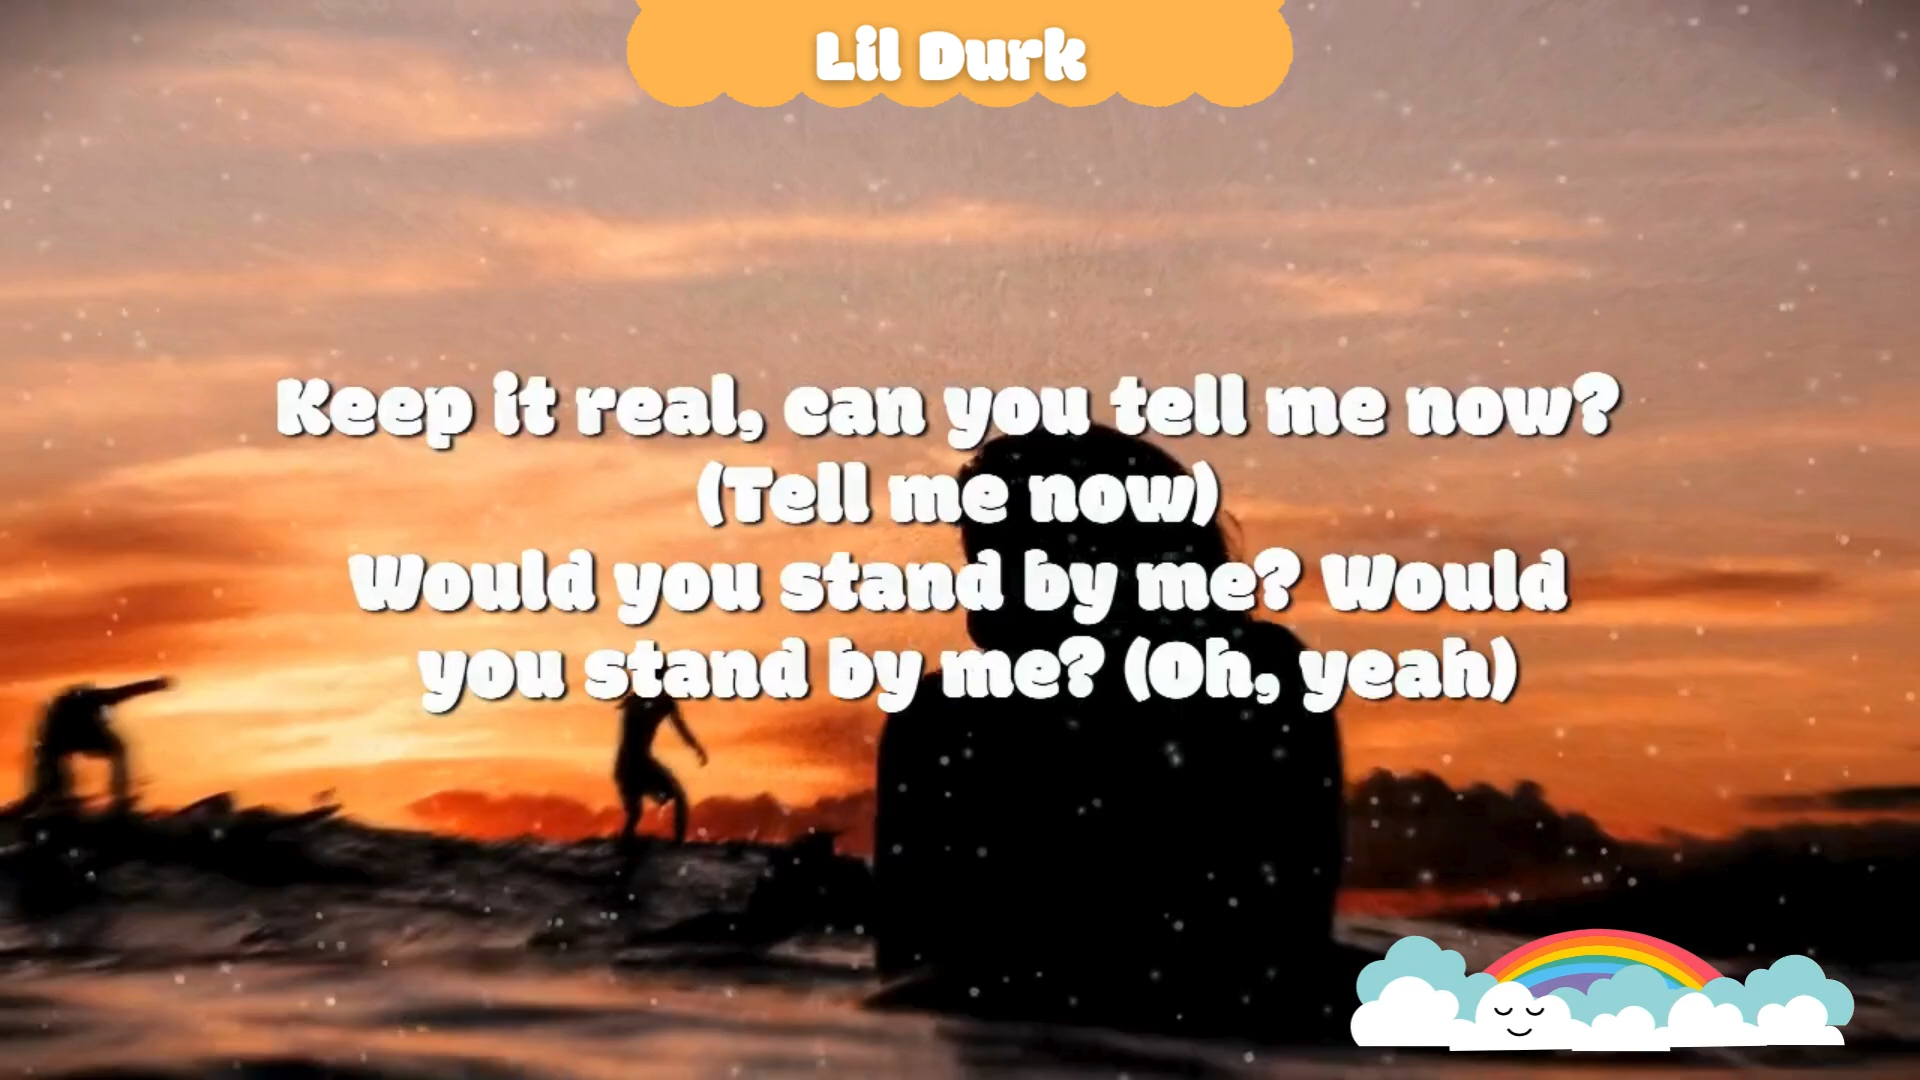 Lil Durk
Keep it real, can you tell me now?
(Tell me now)
Would you stand by me? Would
you stand by me? (Oh, yeah)